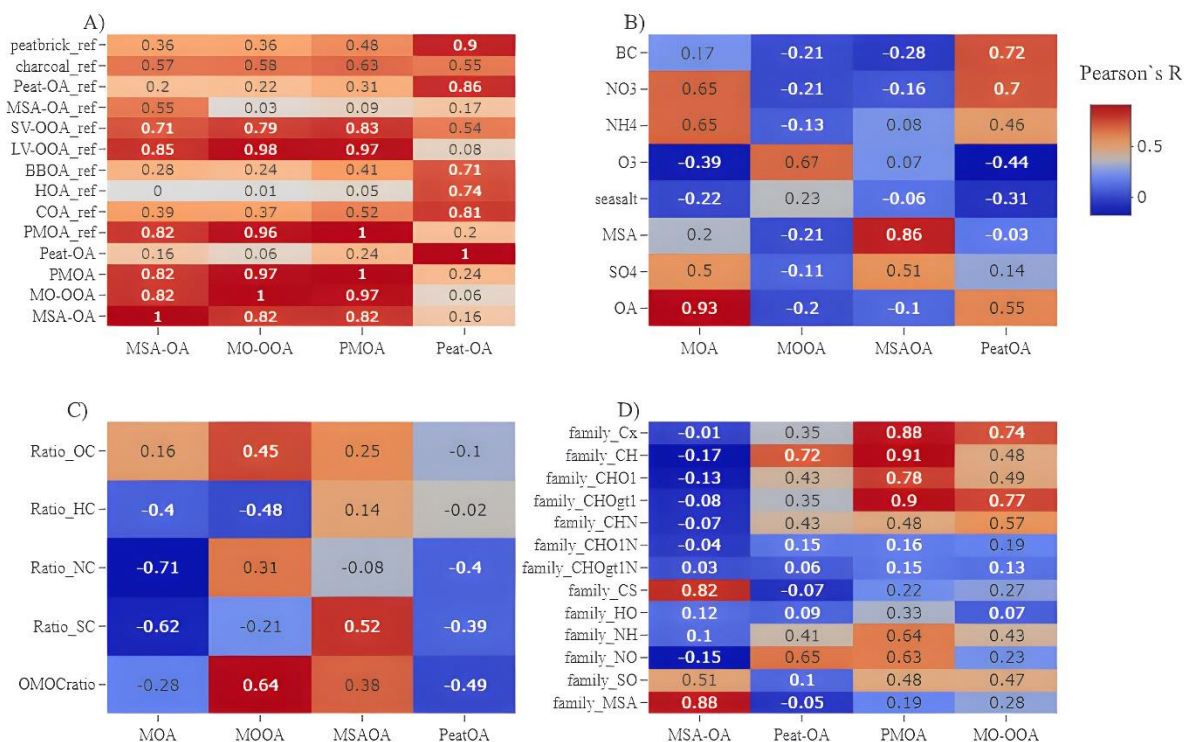 A)
peatbrick_ref 0.36 0.36 0.48 0.9
charcoal_ref 0.57 0.58 0.63 0.55
Peat-OA_ref 0.2 0.22 0.31 0.86
MSA-OA_ref 0.55 0.03 0.09 0.17
SV-OOA_ref 0.71 0.79 0.83 0.54
LV-OOA_ref 0.85 0.98 0.97 0.08
BBOA_ref 0.28 0.24 0.41 0.71
HOA_ref 0 0.01 0.05 0.74
COA_ref 0.39 0.37 0.52 0.81
PMOA_ref 0.82 0.96 1 0.2
Peat-OA 0.16 0.06 0.24 1
PMOA 0.82 0.97 1 0.24
MO-OOA 0.82 1 0.97 0.06
MSA-OA 1 0.82 0.82 0.16
MSA-OA MO-OOA PMOA Peat-OA
B)
BC 0.17 -0.21 -0.28 0.72
NO3 0.65 -0.21 -0.16 0.7
NH4 0.65 -0.13 0.08 0.46
O3 -0.39 0.67 0.07 -0.44
seasalt -0.22 0.23 -0.06 -0.31
MSA 0.2 -0.21 0.86 -0.03
SO4 0.5 -0.11 0.51 0.14
OA 0.93 -0.2 -0.1 0.55
MOA MOOA MSAOA PeatOA
Pearson`s R
0.5
0
C)
Ratio_OC 0.16 0.45 0.25 -0.1
Ratio_HC -0.4 -0.48 0.14 -0.02
Ratio_NC -0.71 0.31 -0.08 -0.4
Ratio_SC -0.62 -0.21 0.52 -0.39
OMOCratio -0.28 0.64 0.38 -0.49
MOA MOOA MSAOA PeatOA
D)
family_Cx -0.01 0.35 0.88 0.74
family_CH -0.17 0.72 0.91 0.48
family_CHO1 -0.13 0.43 0.78 0.49
family_CHOgt1 -0.08 0.35 0.9 0.77
family_CHN -0.07 0.43 0.48 0.57
family_CHO1N -0.04 0.15 0.16 0.19
family_CHOgt1N 0.03 0.06 0.15 0.13
family_CS 0.82 -0.07 0.22 0.27
family_HO 0.12 0.09 0.33 0.07
family_NH 0.1 0.41 0.64 0.43
family_NO -0.15 0.65 0.63 0.23
family_SO 0.51 0.1 0.48 0.47
family_MSA 0.88 -0.05 0.19 0.28
MSA-OA Peat-OA PMOA MO-OOA